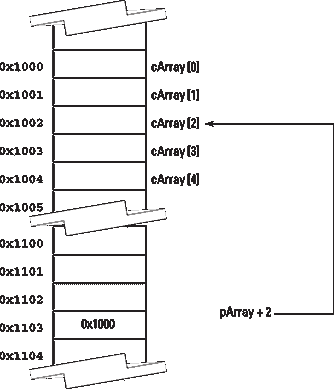 0x1000 cArray [0]
0x1001 cArray [1]
0x1002 cArray [2]
0x1003 cArray [3]
0x1004 cArray [4]
0x1005
0x1100
0x1101
0x1102
0x1103 0x1000 pArray + 2
0x1104